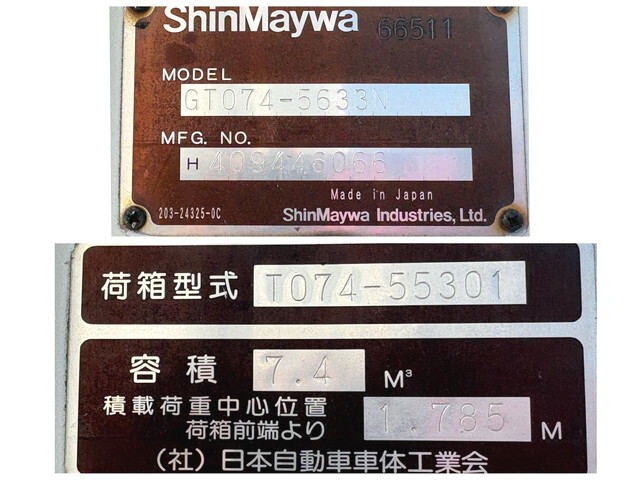 ShinMaywa 66511
MODEL
GT074-5633N
MFG. NO.
H 409446066
Made in Japan
203-24325-0C ShinMaywa Industries, Ltd.
荷箱型式 T074-55301
容積 7.4 M³
積載荷重中心位置
荷箱前端より 1.785 M
(社)日本自動車車体工業会